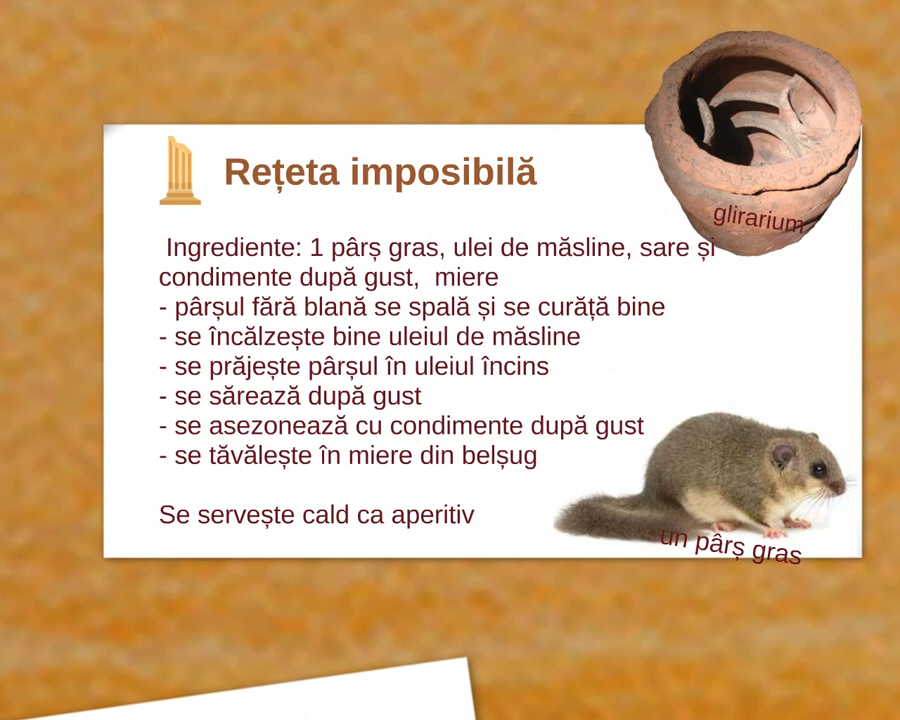 Rețeta imposibilă
glirarium
Ingrediente: 1 pârș gras, ulei de măsline, sare și
condimente după gust,  miere
- pârșul fără blană se spală și se curăță bine
- se încălzește bine uleiul de măsline
- se prăjește pârșul în uleiul încins
- se sărează după gust
- se asezonează cu condimente după gust
- se tăvălește în miere din belșug
Se servește cald ca aperitiv
un pârș gras